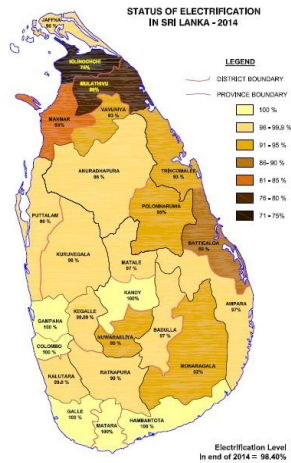 STATUS OF ELECTRIFICATION
IN SRI LANKA - 2014
LEGEND
DISTRICT BOUNDARY
PROVINCE BOUNDARY
100 %
96 - 99.9 %
91 - 95 %
86 - 90 %
81 - 85 %
76 - 80 %
71 - 75%
JAFFNA
KILINOCHCHI
MULATHIVU
MANNAR
VAVUNIYA
ANURADHAPURA
TRINCOMALEE
POLONNARUWA
PUTTALAM
BATTICALOA
KURUNEGALA
MATALE
97 %
KANDY
100%
AMPARA
97%
GAMPAHA
100 %
KEGALLE
COLOMBO
100 %
NUWARAELIYA
BADULLA
97 %
KALUTARA
RATNAPURA
MONARAGALA
GALLE
100 %
MATARA
100%
HAMBANTOTA
100 %
Electrification Level
In end of 2014 = 98.40%